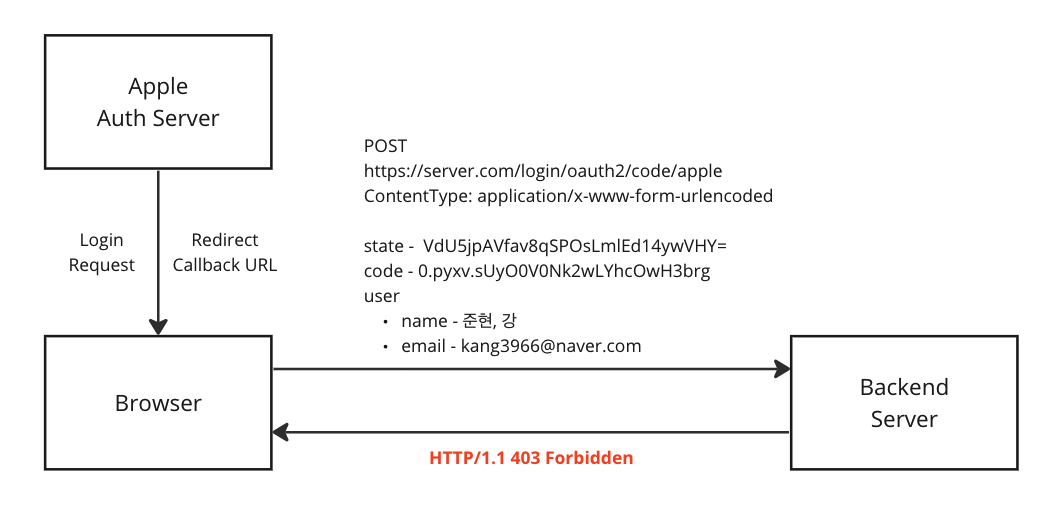 Apple
Auth Server
POST
https://server.com/login/oauth2/code/apple
ContentType: application/x-www-form-urlencoded
state - VdU5jpAVfav8qSPOsLmlEd14ywVHY=
code - 0.pyxv.sUyO0V0Nk2wLYhcOwH3brg
user
• name - 준현, 강
• email - kang3966@naver.com
Login
Request
Redirect
Callback URL
Browser
Backend
Server
HTTP/1.1 403 Forbidden